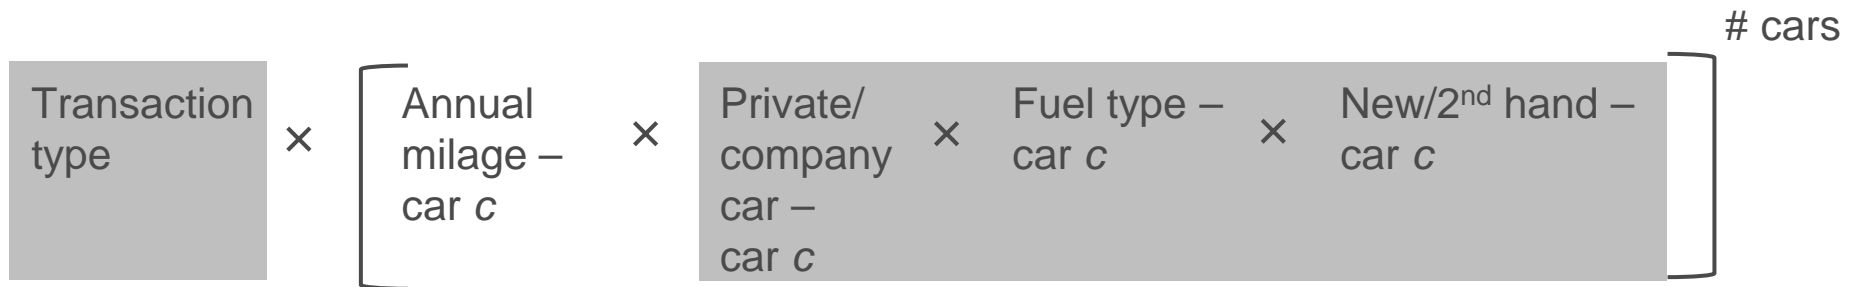 # cars
Transaction
type
×
Annual
milage –
car c
×
Private/
company
car –
car c
×
Fuel type –
car c
×
New/2nd hand –
car c